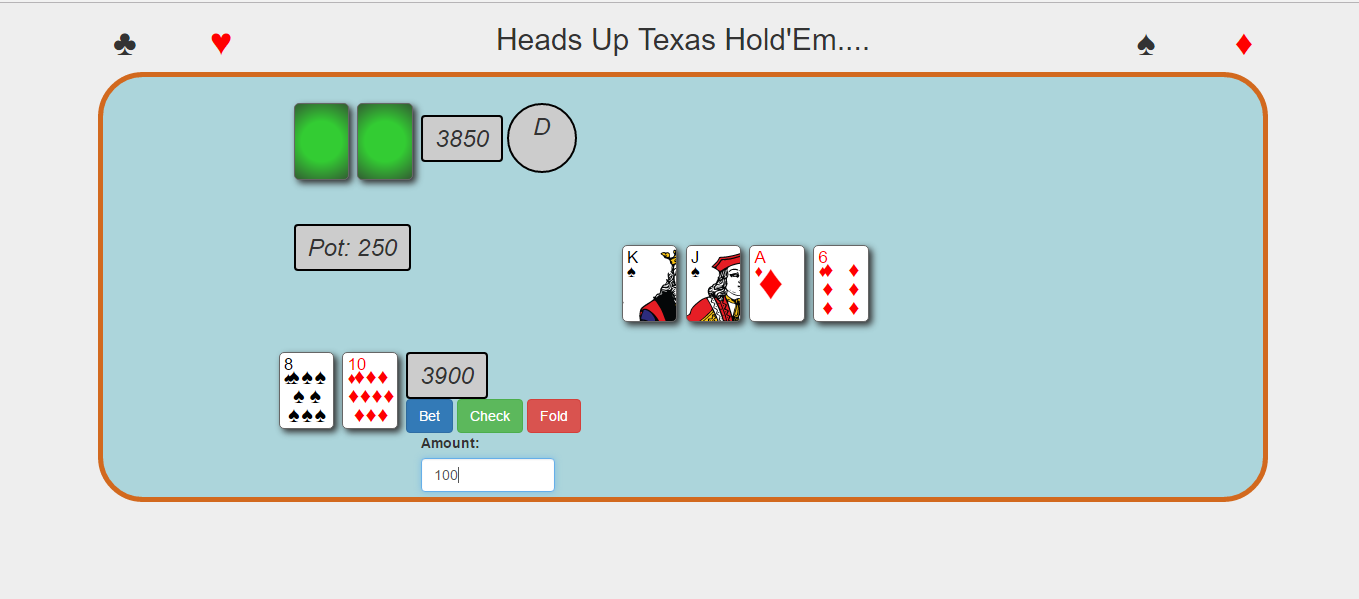 ♣ ♥ Heads Up Texas Hold'Em.... ♠ ♦
3850 D
Pot: 250
K ♠ J ♠ A ♦ 6 ♦
8 ♠ 10 ♦ 3900
Bet Check Fold
Amount:
100